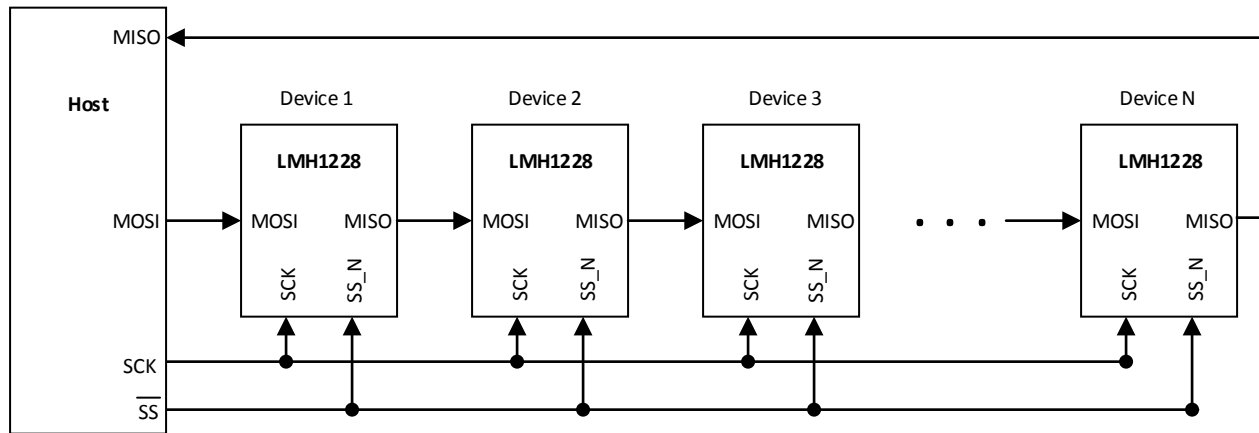 MISO
Host
Device 1
Device 2
Device 3
Device N
LMH1228
LMH1228
LMH1228
LMH1228
MOSI
MOSI MISO
MOSI MISO
MOSI MISO
. . .
MOSI MISO
SCK
SS_N
SCK
SS_N
SCK
SS_N
SCK
SS_N
SCK
S̅S̅